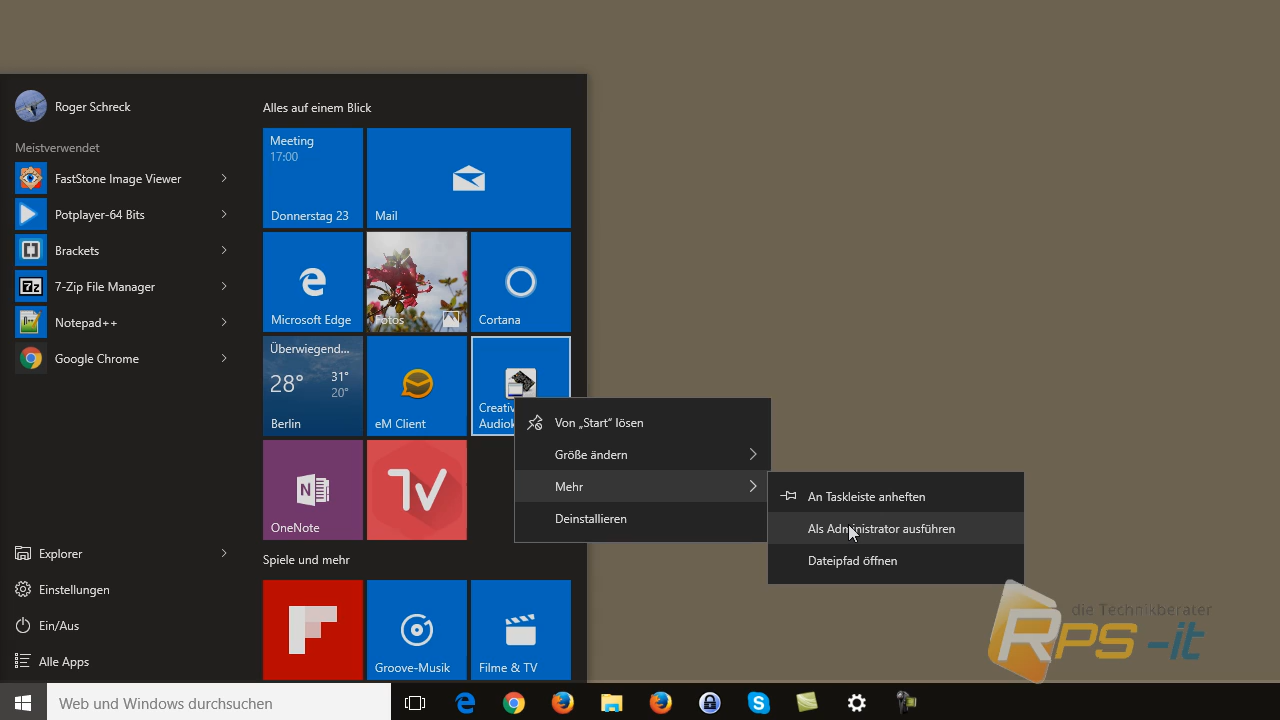 Roger Schreck
Meistverwendet
FastStone Image Viewer
Potplayer-64 Bits
Brackets
7-Zip File Manager
Notepad++
Google Chrome
Explorer
Einstellungen
Ein/Aus
Alle Apps
Alles auf einem Blick
Meeting
17:00
Donnerstag 23
Mail
Microsoft Edge
Fotos
Cortana
Überwiegend...
28° 31°
20°
Berlin
eM Client
Creativ
Audiok
OneNote
TV
Spiele und mehr
Groove-Musik
Filme & TV
Von „Start“ lösen
Größe ändern
Mehr
Deinstallieren
An Taskleiste anheften
Als Administrator ausführen
Dateipfad öffnen
die Technikberater
RPS-it
Web und Windows durchsuchen